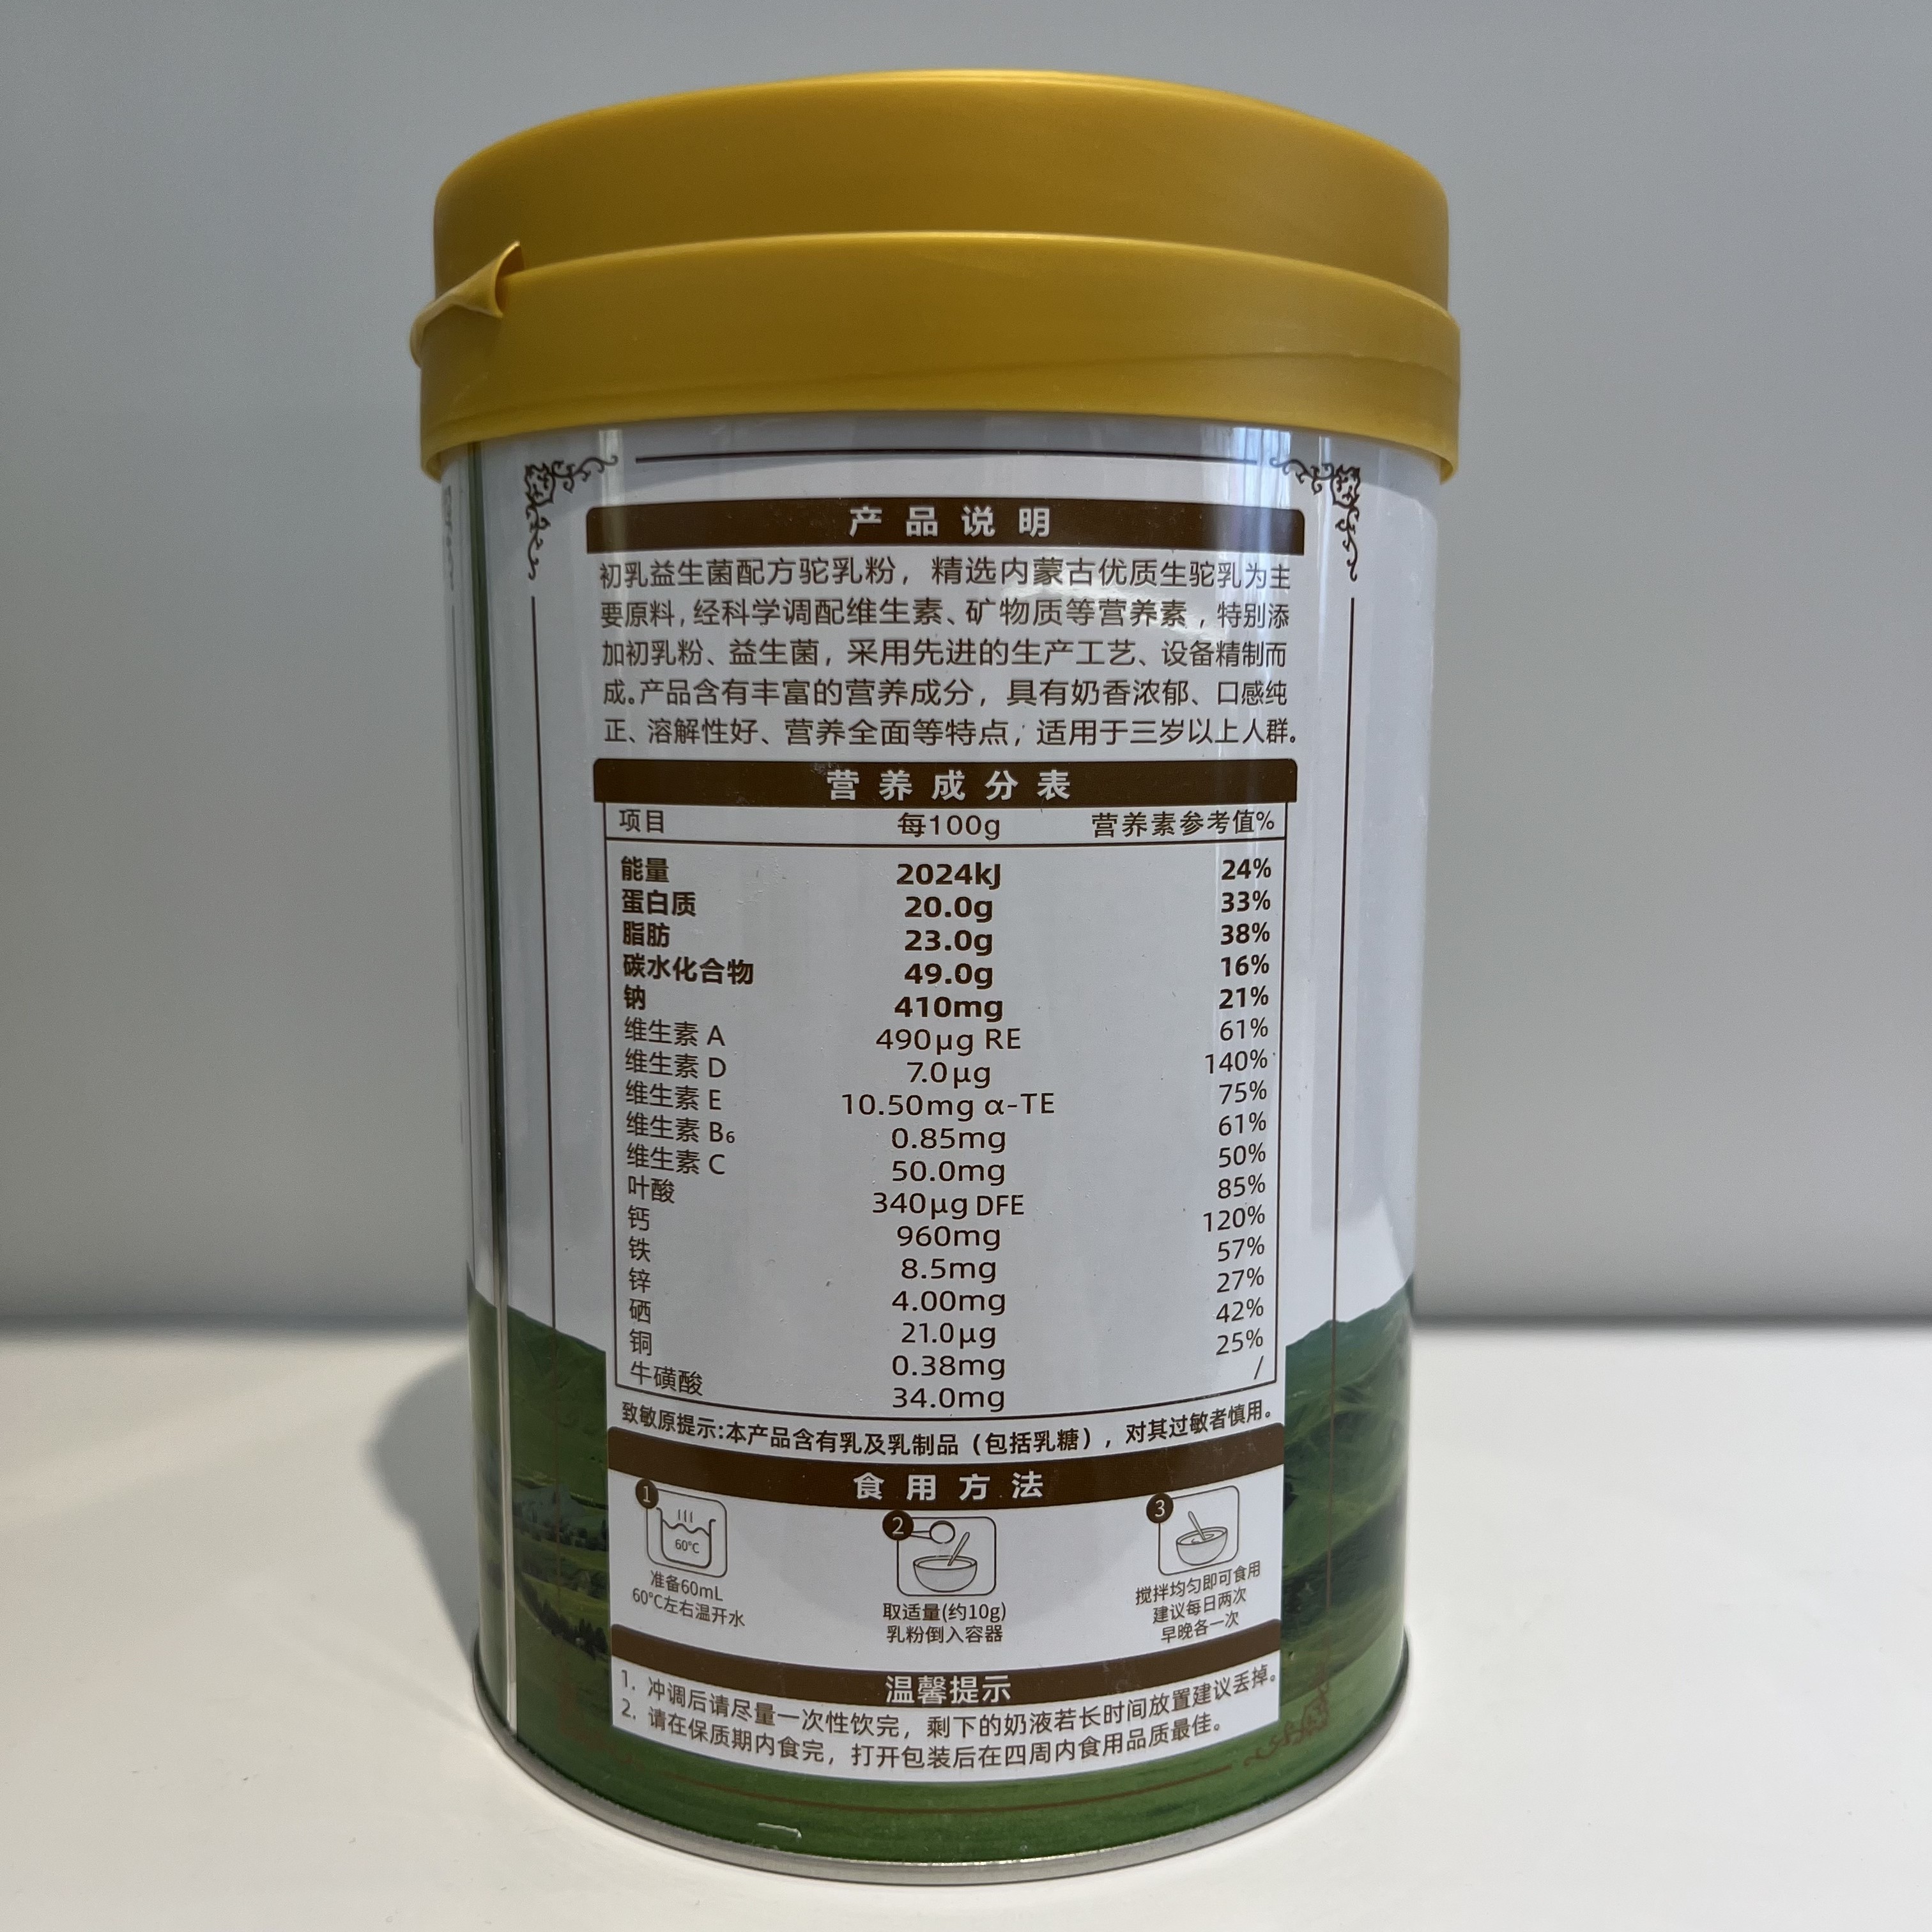 产品说明
初乳益生菌配方驼乳粉，精选内蒙古优质生驼乳为主
要原料,经科学调配维生素、矿物质等营养素，特别添
加初乳粉、益生菌，采用先进的生产工艺、设备精制而
成。产品含有丰富的营养成分，具有奶香浓郁、口感纯
正、溶解性好、营养全面等特点，适用于三岁以上人群。
营养成分表
项目 每100g 营养素参考值%
能量 2024kJ 24%
蛋白质 20.0g 33%
脂肪 23.0g 38%
碳水化合物 49.0g 16%
钠 410mg 21%
维生素 A 490μg RE 61%
维生素 D 7.0μg 140%
维生素 E 10.50mg α-TE 75%
维生素 B₆ 0.85mg 61%
维生素 C 50.0mg 50%
叶酸 340μg DFE 85%
钙 960mg 120%
铁 8.5mg 57%
锌 4.00mg 27%
硒 21.0μg 42%
铜 0.38mg 25%
牛磺酸 34.0mg /
致敏原提示:本产品含有乳及乳制品（包括乳糖），对其过敏者慎用。
食用方法
1
60℃
准备60mL
60℃左右温开水
2
取适量(约10g)
乳粉倒入容器
3
搅拌均匀即可食用
建议每日两次
早晚各一次
温馨提示
1. 冲调后请尽量一次性饮完，剩下的奶液若长时间放置建议丢掉。
2. 请在保质期内食完，打开包装后在四周内食用品质最佳。